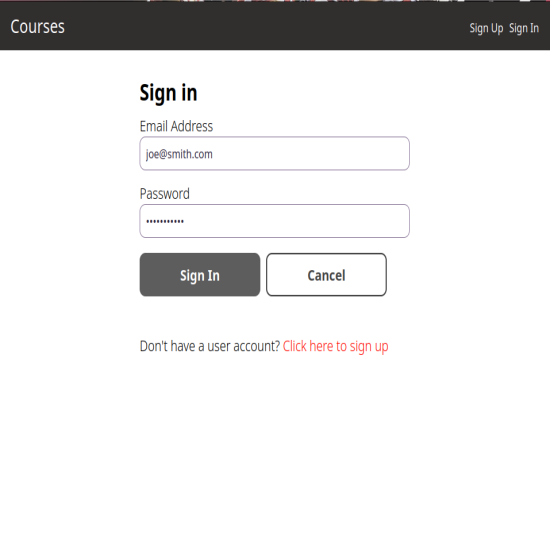 Courses
Sign Up Sign In
Sign in
Email Address
joe@smith.com
Password
•••••••••••
Sign In
Cancel
Don't have a user account? Click here to sign up